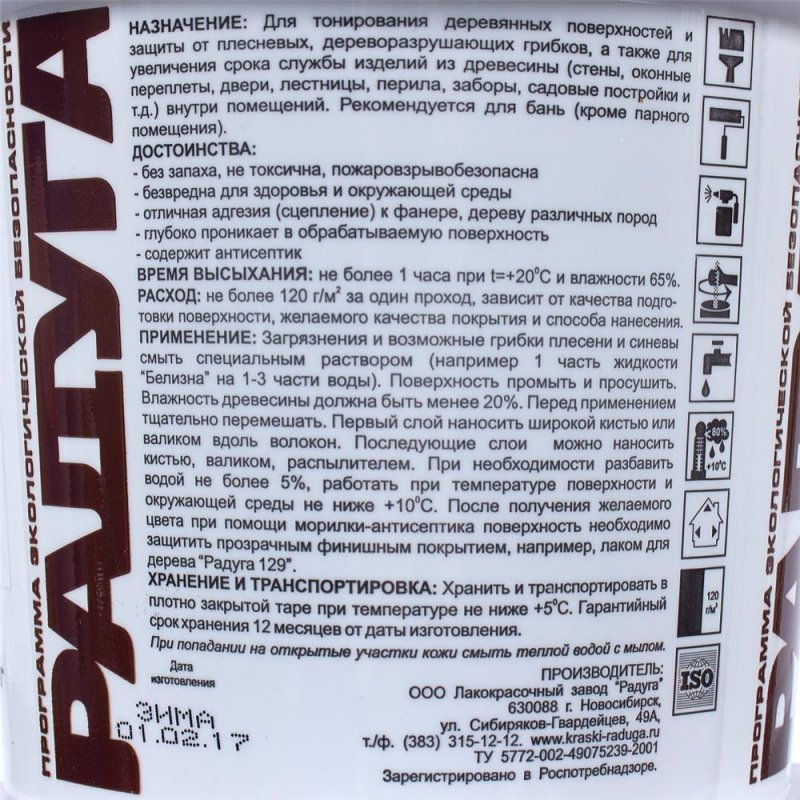 ПРОГРАММА ЭКОЛОГИЧЕСКОЙ БЕЗОПАСНОСТИ
РАДУГА
НАЗНАЧЕНИЕ: Для тонирования деревянных поверхностей и
защиты от плесневых, дереворазрушающих грибков, а также для
увеличения срока службы изделий из древесины (стены, оконные
переплеты, двери, лестницы, перила, заборы, садовые постройки и
т.д.) внутри помещений. Рекомендуется для бань (кроме парного
помещения).
ДОСТОИНСТВА:
- без запаха, не токсична, пожаровзрывобезопасна
- безвредна для здоровья и окружающей среды
- отличная адгезия (сцепление) к фанере, дереву различных пород
- глубоко проникает в обрабатываемую поверхность
- содержит антисептик
ВРЕМЯ ВЫСЫХАНИЯ: не более 1 часа при t=+20°С и влажности 65%.
РАСХОД: не более 120 г/м² за один проход, зависит от качества подго-
товки поверхности, желаемого качества покрытия и способа нанесения.
ПРИМЕНЕНИЕ: Загрязнения и возможные грибки плесени и синевы
смыть специальным раствором (например 1 часть жидкости
"Белизна" на 1-3 части воды). Поверхность промыть и просушить.
Влажность древесины должна быть менее 20%. Перед применением
тщательно перемешать. Первый слой наносить широкой кистью или
валиком вдоль волокон. Последующие слои можно наносить
кистью, валиком, распылителем. При необходимости разбавить
водой не более 5%, работать при температуре поверхности и
окружающей среды не ниже +10°С. После получения желаемого
цвета при помощи морилки-антисептика поверхность необходимо
защитить прозрачным финишным покрытием, например, лаком для
дерева "Радуга 129".
ХРАНЕНИЕ И ТРАНСПОРТИРОВКА: Хранить и транспортировать в
плотно закрытой таре при температуре не ниже +5°С. Гарантийный
срок хранения 12 месяцев от даты изготовления.
При попадании на открытые участки кожи смыть теплой водой с мылом.
Дата
изготовления
ЗИМА
01.02.17
ПРОИЗВОДИТЕЛЬ:
ООО Лакокрасочный завод "Радуга"
630088 г. Новосибирск,
ул. Сибиряков-Гвардейцев, 49А,
т./ф. (383) 315-12-12. www.kraski-raduga.ru
ТУ 5772-002-49075239-2001
Зарегистрировано в Роспотребнадзоре.
<80%
+10°С
120
г/м²
ISO